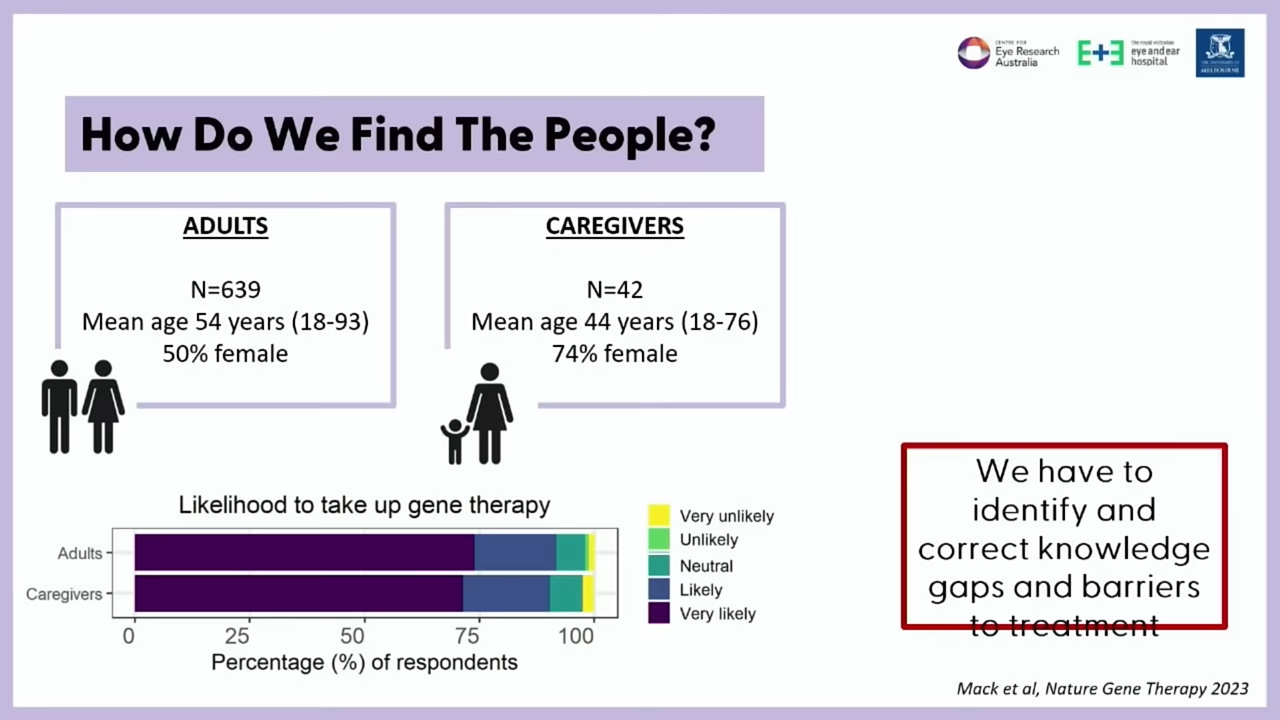 CENTRE FOR
Eye Research
Australia
E+E
the royal victorian
eye and ear
hospital
THE UNIVERSITY OF
MELBOURNE
How Do We Find The People?
ADULTS
N=639
Mean age 54 years (18-93)
50% female
CAREGIVERS
N=42
Mean age 44 years (18-76)
74% female
Likelihood to take up gene therapy
Adults
Caregivers
0 25 50 75 100
Percentage (%) of respondents
Very unlikely
Unlikely
Neutral
Likely
Very likely
We have to
identify and
correct knowledge
gaps and barriers
to treatment
Mack et al, Nature Gene Therapy 2023